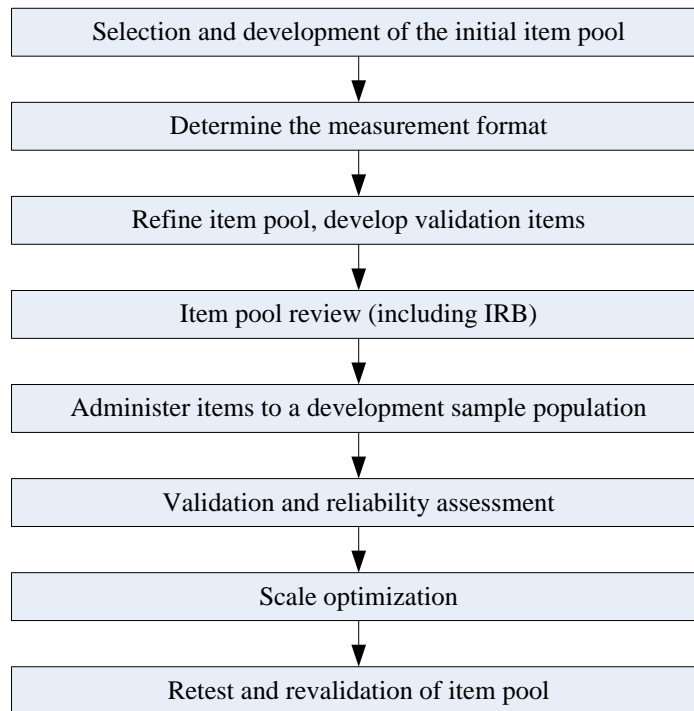 Selection and development of the initial item pool
Determine the measurement format
Refine item pool, develop validation items
Item pool review (including IRB)
Administer items to a development sample population
Validation and reliability assessment
Scale optimization
Retest and revalidation of item pool